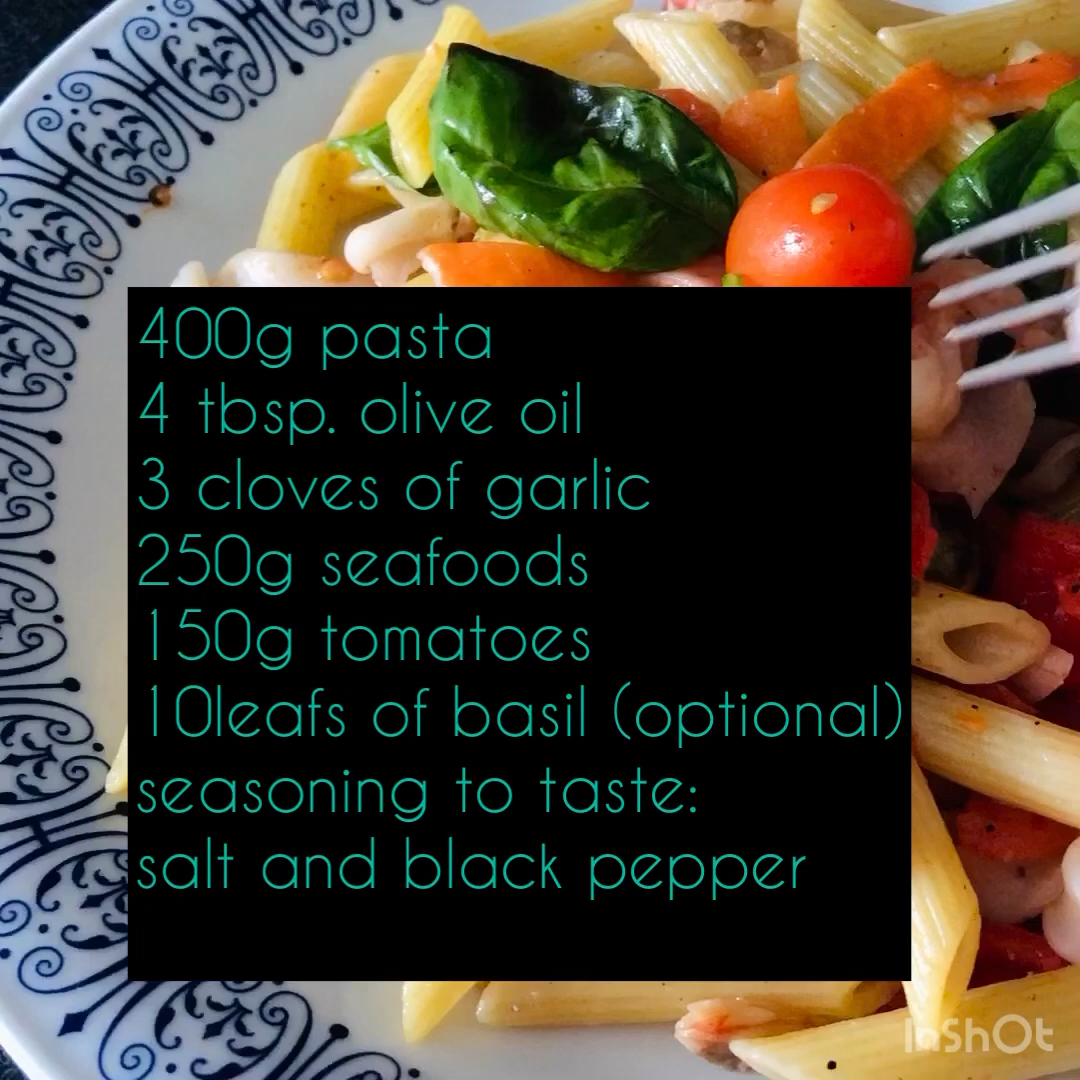 400g pasta
4 tbsp. olive oil
3 cloves of garlic
250g seafoods
150g tomatoes
10leafs of basil (optional)
seasoning to taste:
salt and black pepper
InShOt